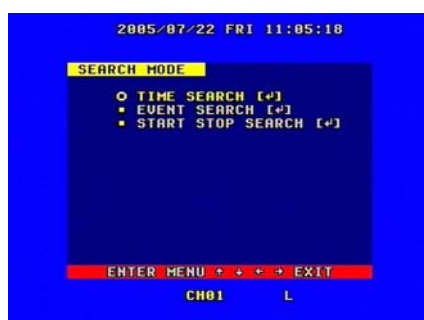 2005/07/22 FRI 11:05:18
SEARCH MODE
TIME SEARCH [↵]
EVENT SEARCH [↵]
START STOP SEARCH [↵]
ENTER MENU ↑ ↓ ← → EXIT
CH01 L